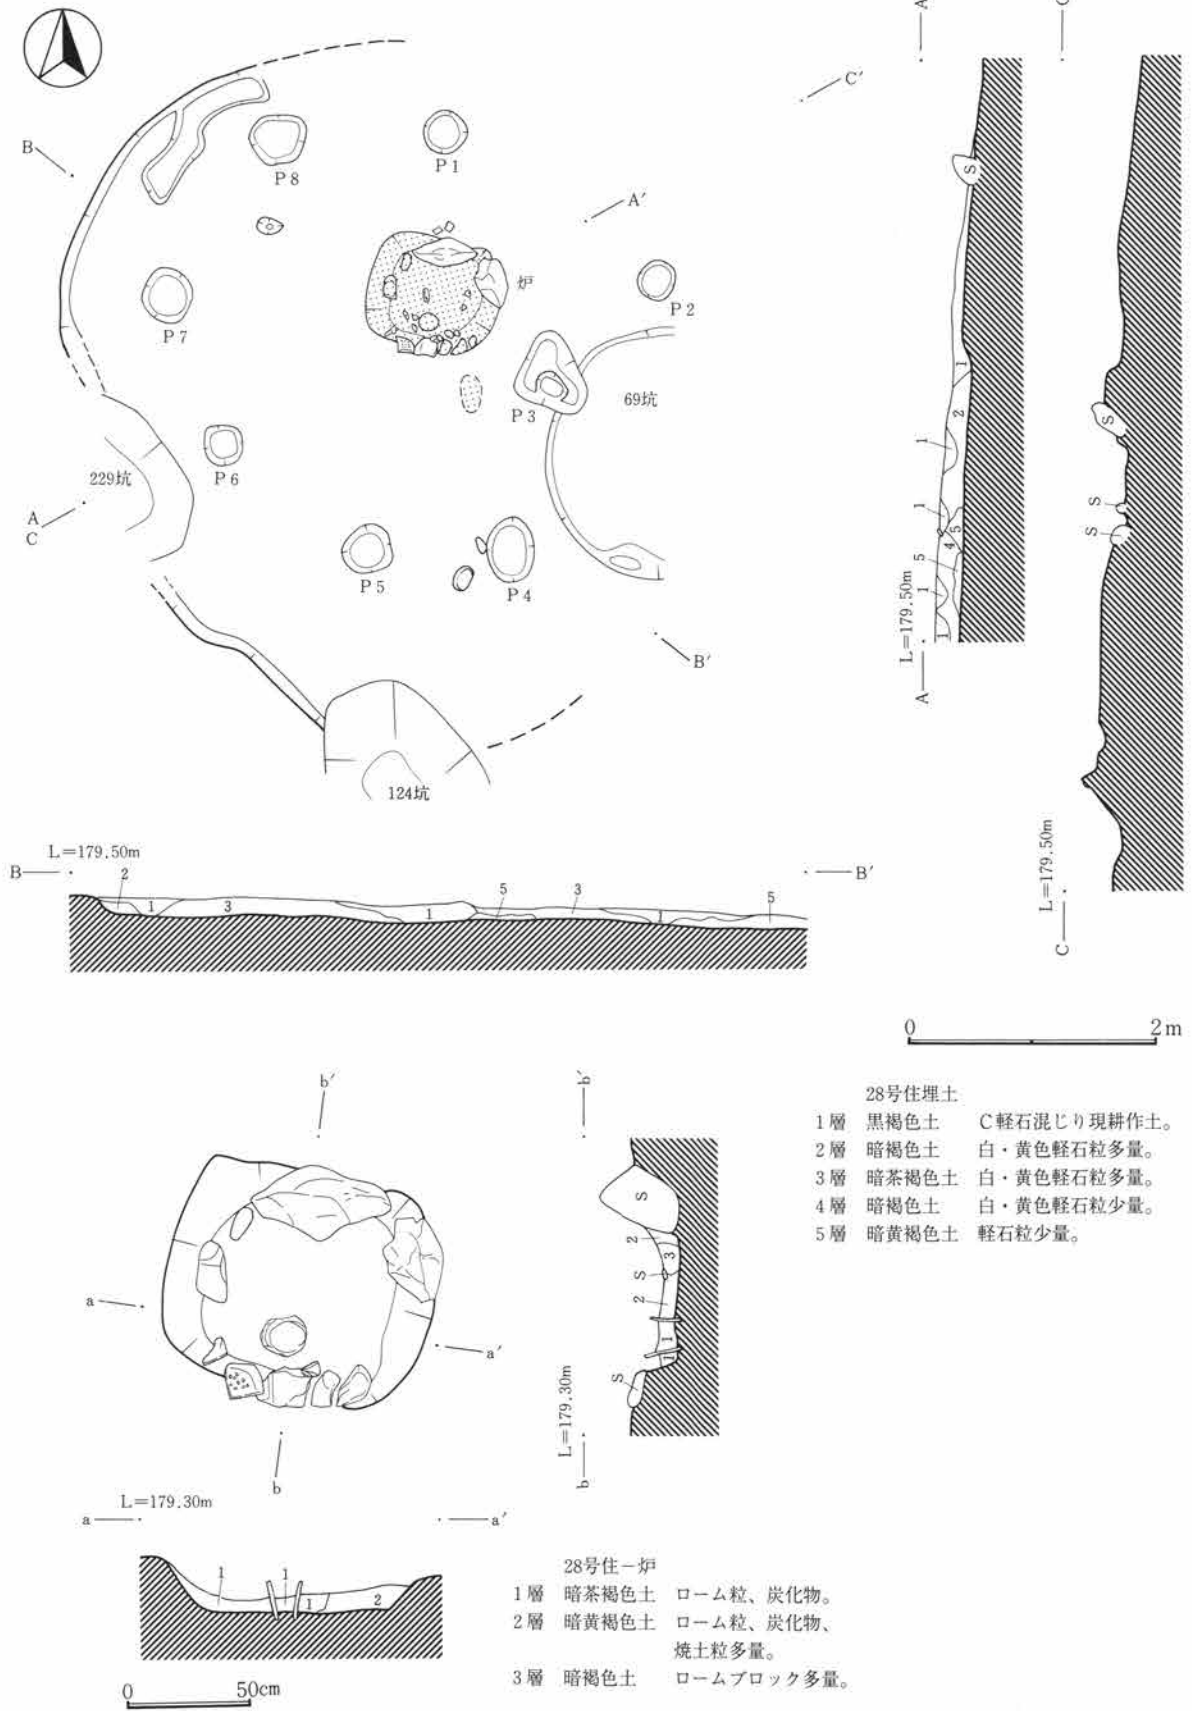 A
C
C′
B
P8
P1
A′
炉
P2
P7
69坑
P3
229坑
P6
A
C
P5
P4
B′
124坑
S
1
2
1
1
5
4
5
1
1
L=179.50m
A
S
S
S
L=179.50m
C
L=179.50m
B
B′
2
1
3
1
5
3
1
5
0
2m
28号住埋土
1層 黒褐色土 C軽石混じり現耕作土。
2層 暗褐色土 白・黄色軽石粒多量。
3層 暗茶褐色土 白・黄色軽石粒多量。
4層 暗褐色土 白・黄色軽石粒少量。
5層 暗黄褐色土 軽石粒少量。
b′
a
a′
b
b′
S
2
3
S
2
1
1
S
L=179.30m
b
L=179.30m
a
a′
1
1
1
2
0
50cm
28号住－炉
1層 暗茶褐色土 ローム粒、炭化物。
2層 暗黄褐色土 ローム粒、炭化物、
焼土粒多量。
3層 暗褐色土 ロームブロック多量。